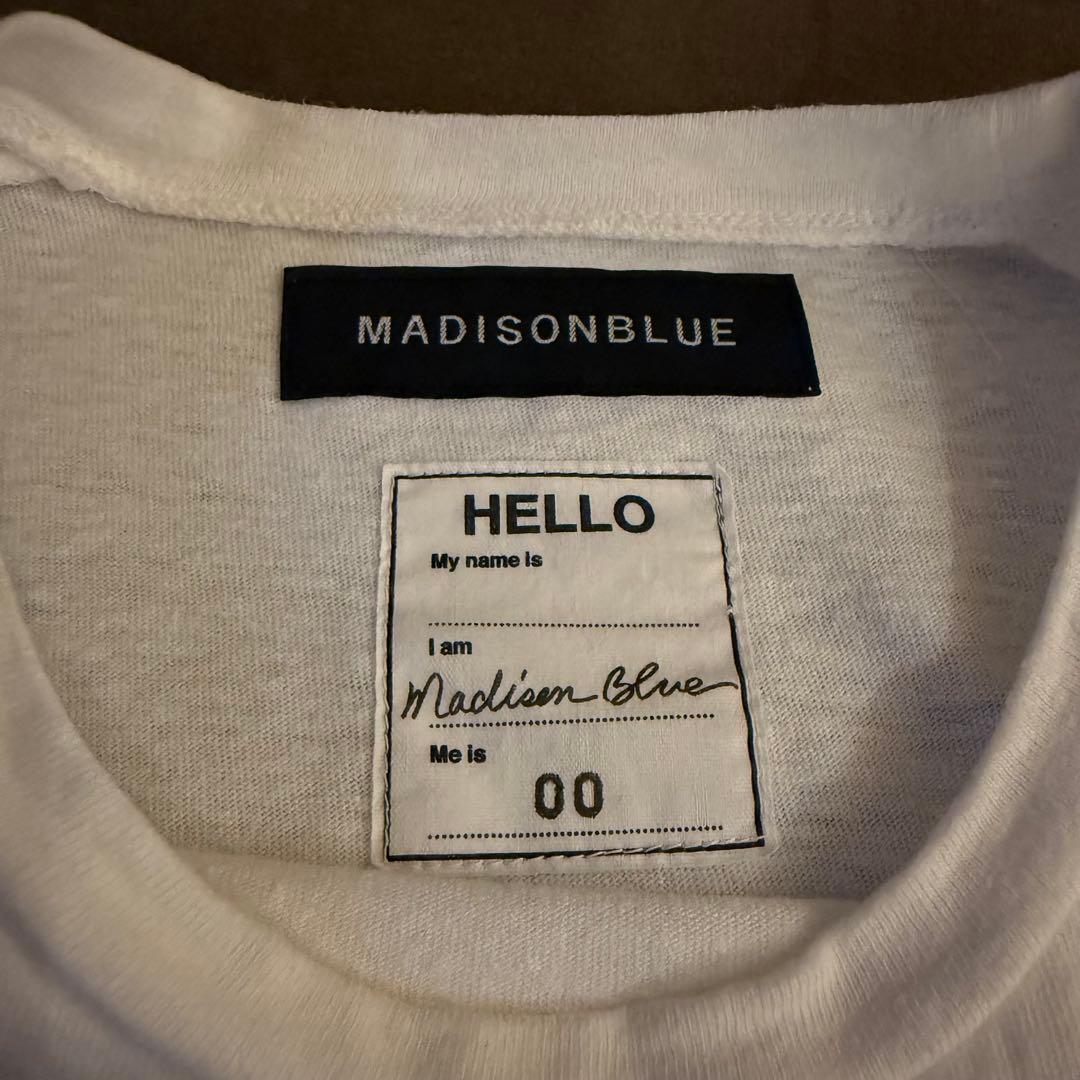 MADISONBLUE
HELLO
My name is
I am
Madison Blue
Me is
00